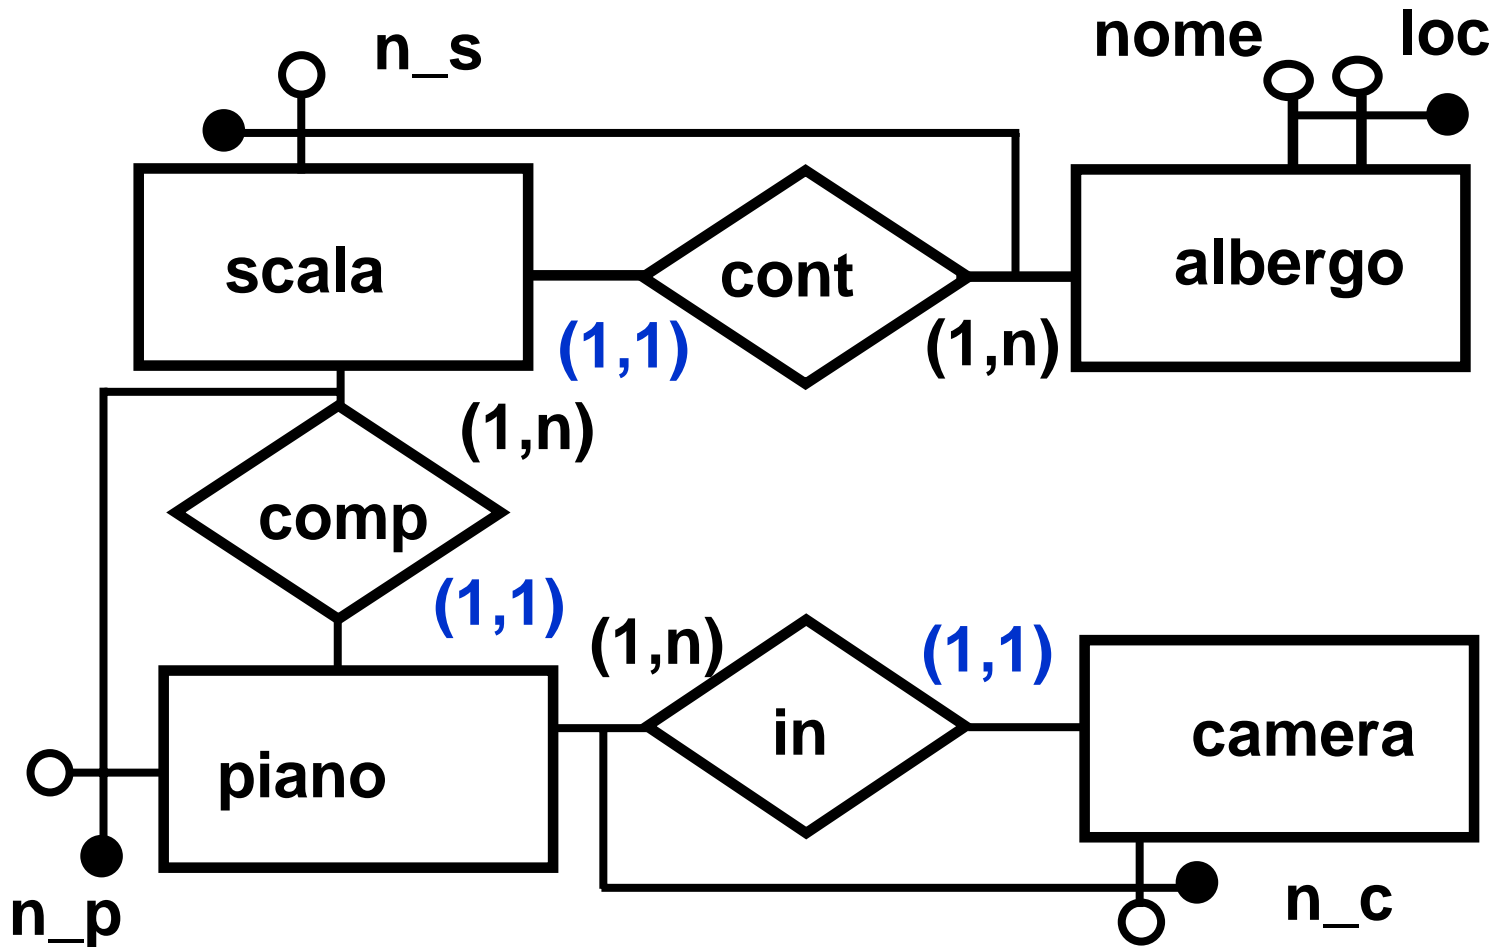 n_s
nome
loc
scala
cont
albergo
(1,1)
(1,n)
(1,n)
comp
(1,1)
(1,n)
(1,1)
piano
in
camera
n_p
n_c